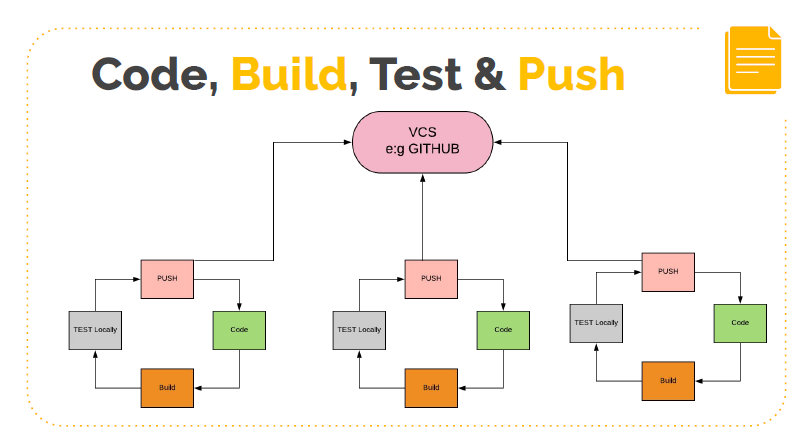 Code, Build, Test & Push
VCS
e:g GITHUB
PUSH
TEST Locally
Code
Build
PUSH
TEST Locally
Code
Build
PUSH
TEST Locally
Code
Build